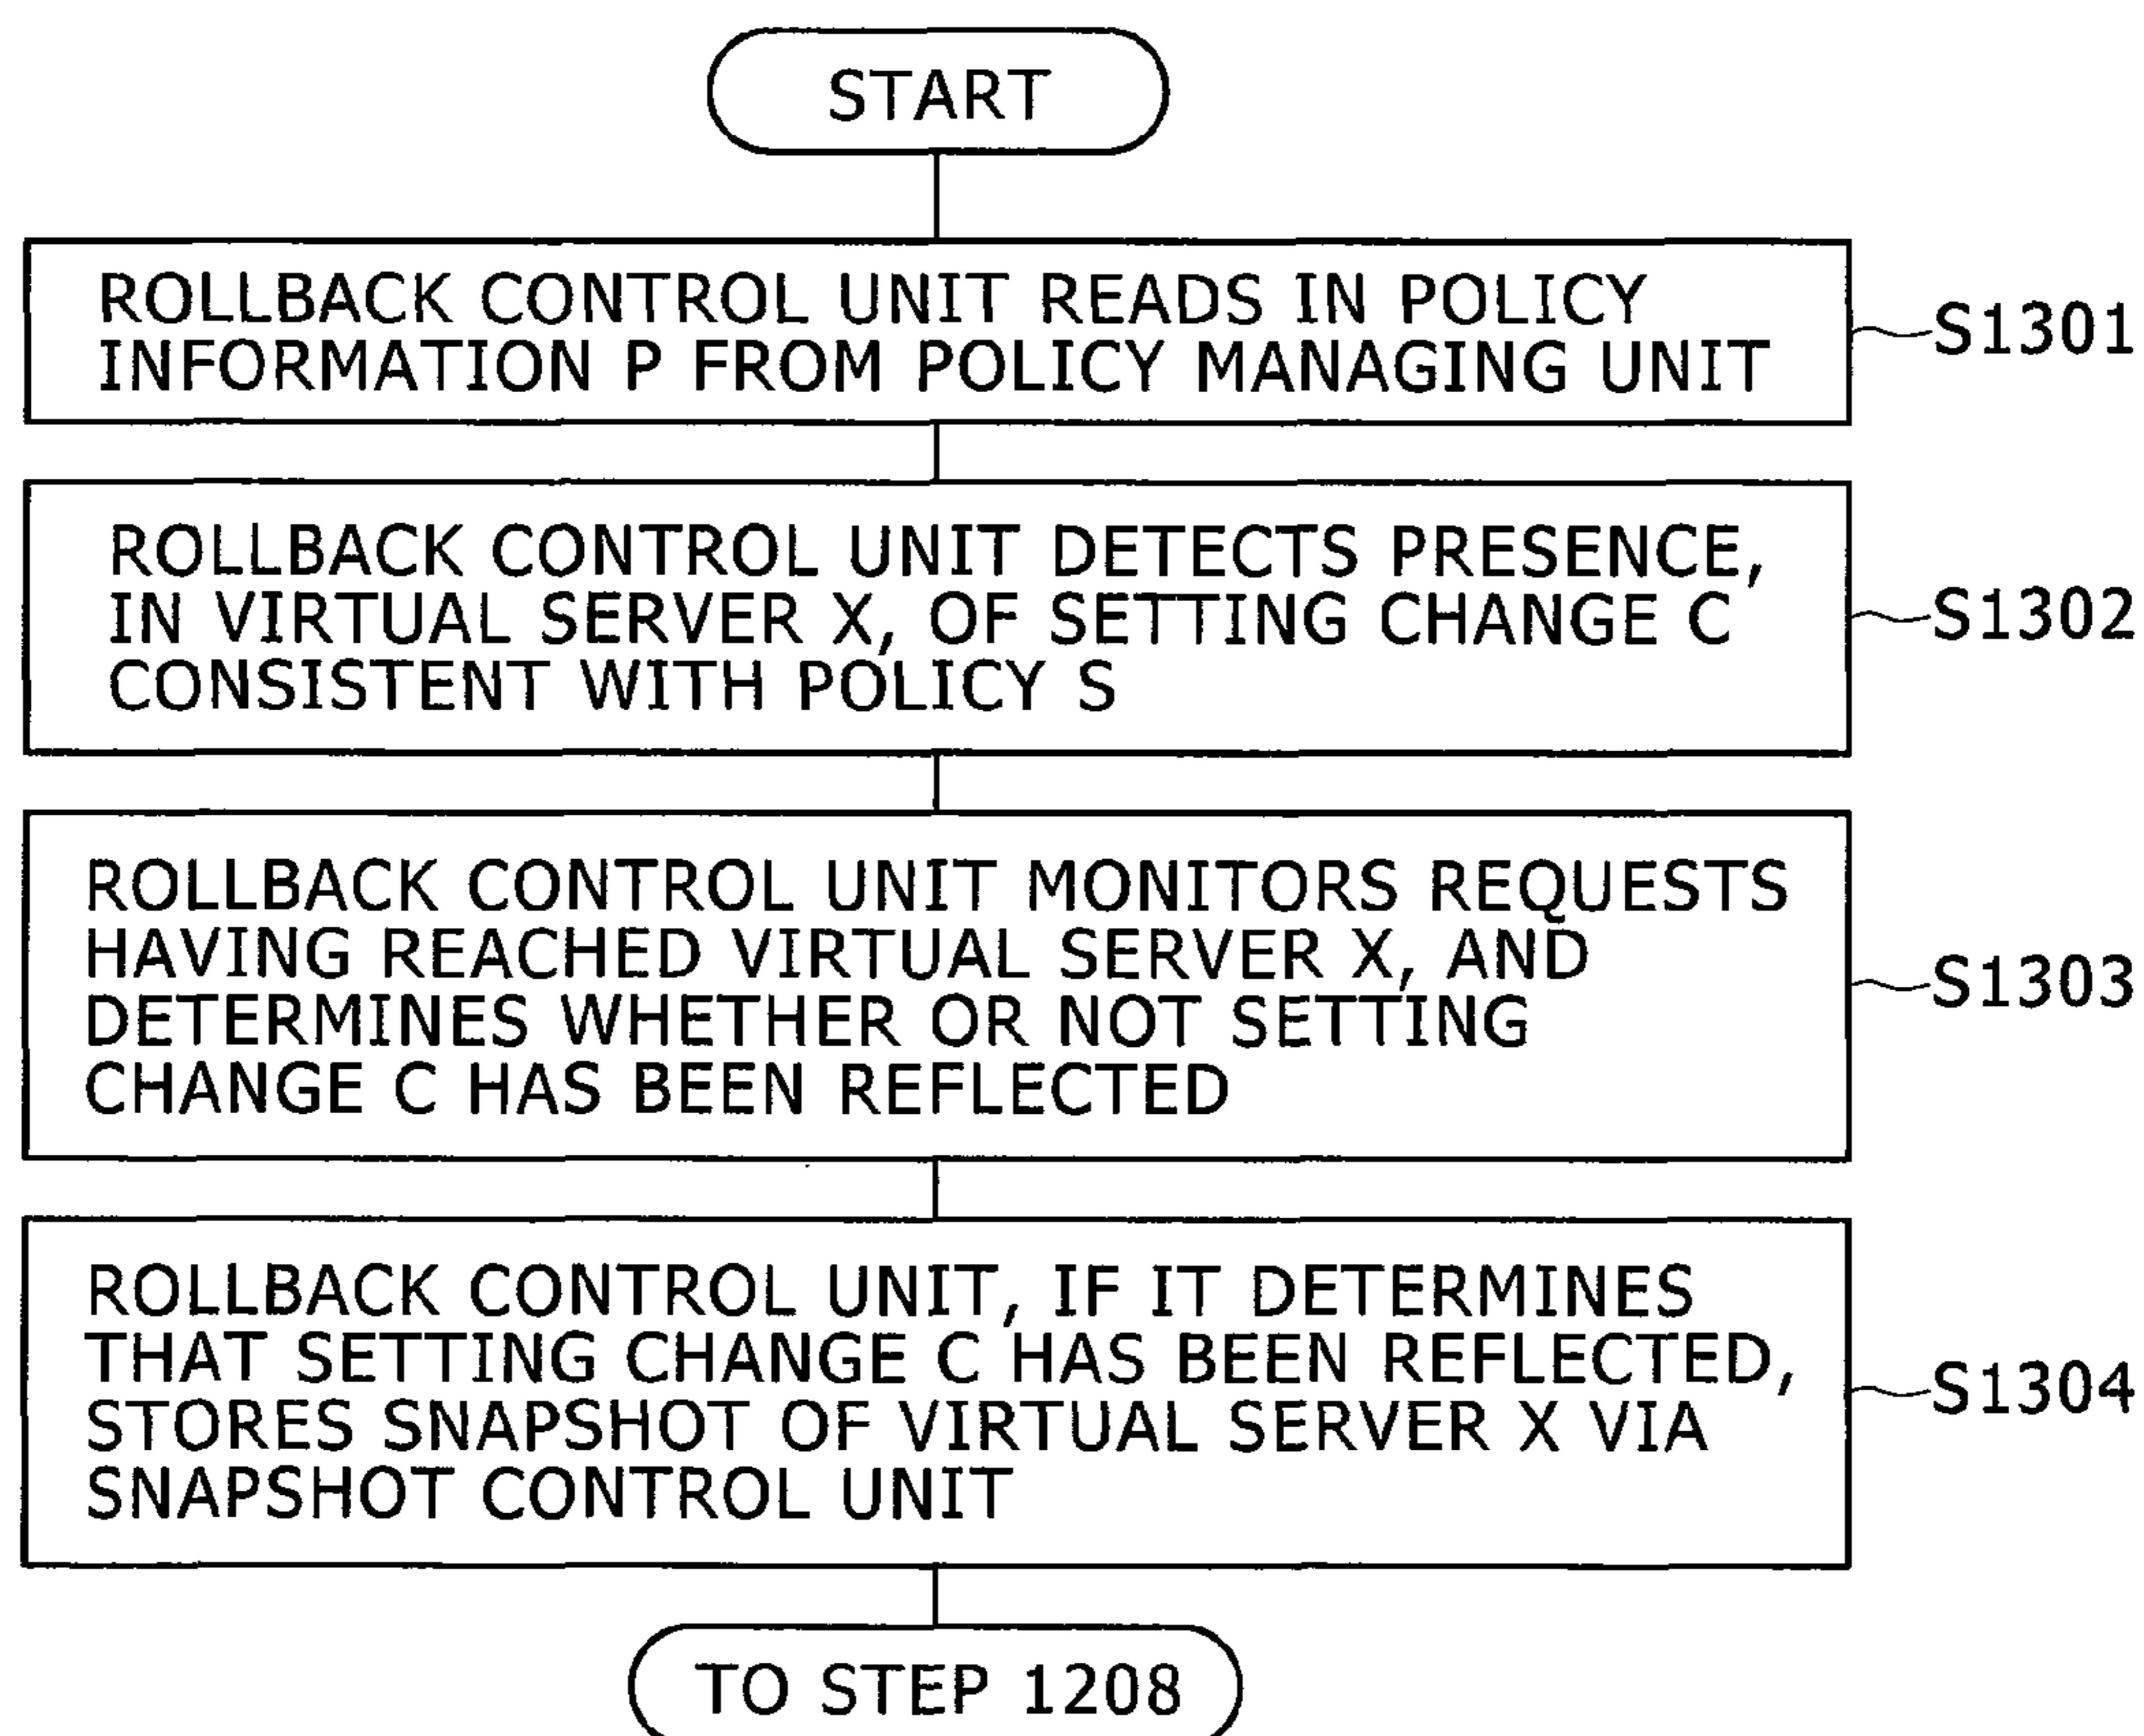 START
ROLLBACK CONTROL UNIT READS IN POLICY
INFORMATION P FROM POLICY MANAGING UNIT
S1301
ROLLBACK CONTROL UNIT DETECTS PRESENCE,
IN VIRTUAL SERVER X, OF SETTING CHANGE C
CONSISTENT WITH POLICY S
S1302
ROLLBACK CONTROL UNIT MONITORS REQUESTS
HAVING REACHED VIRTUAL SERVER X, AND
DETERMINES WHETHER OR NOT SETTING
CHANGE C HAS BEEN REFLECTED
S1303
ROLLBACK CONTROL UNIT, IF IT DETERMINES
THAT SETTING CHANGE C HAS BEEN REFLECTED,
STORES SNAPSHOT OF VIRTUAL SERVER X VIA
SNAPSHOT CONTROL UNIT
S1304
TO STEP 1208